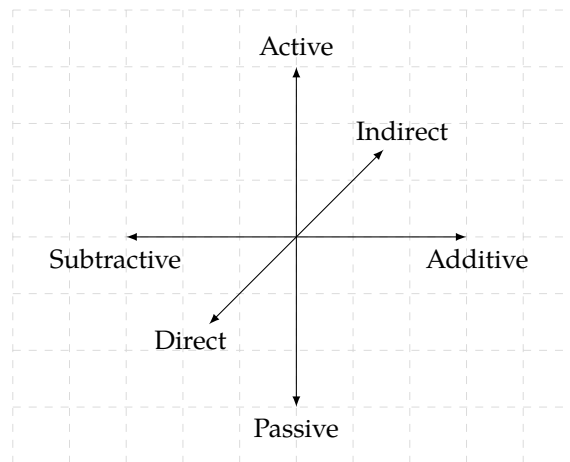 Active
Indirect
Subtractive
Additive
Direct
Passive